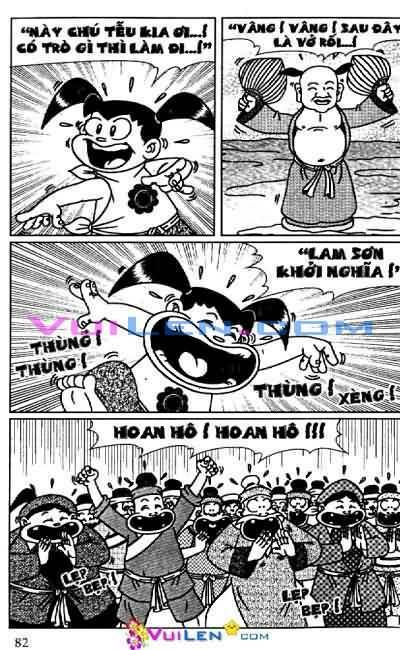 "NÀY CHÚ TỄU KIA ƠI...!
CÓ TRÒ GÌ THÌ LÀM ĐI...!"
"VÂNG! VÂNG! SAU ĐÂY
LÀ VỞ RỐI...!
"LAM SƠN
KHỞI NGHĨA!"
VUILEN.COM
THÙNG!
THÙNG!
THÙNG!
XÈNG!
HOAN HÔ! HOAN HÔ!!!
LẸP
BẸP!
LẸP
BẸP!
82
VUILEN.COM